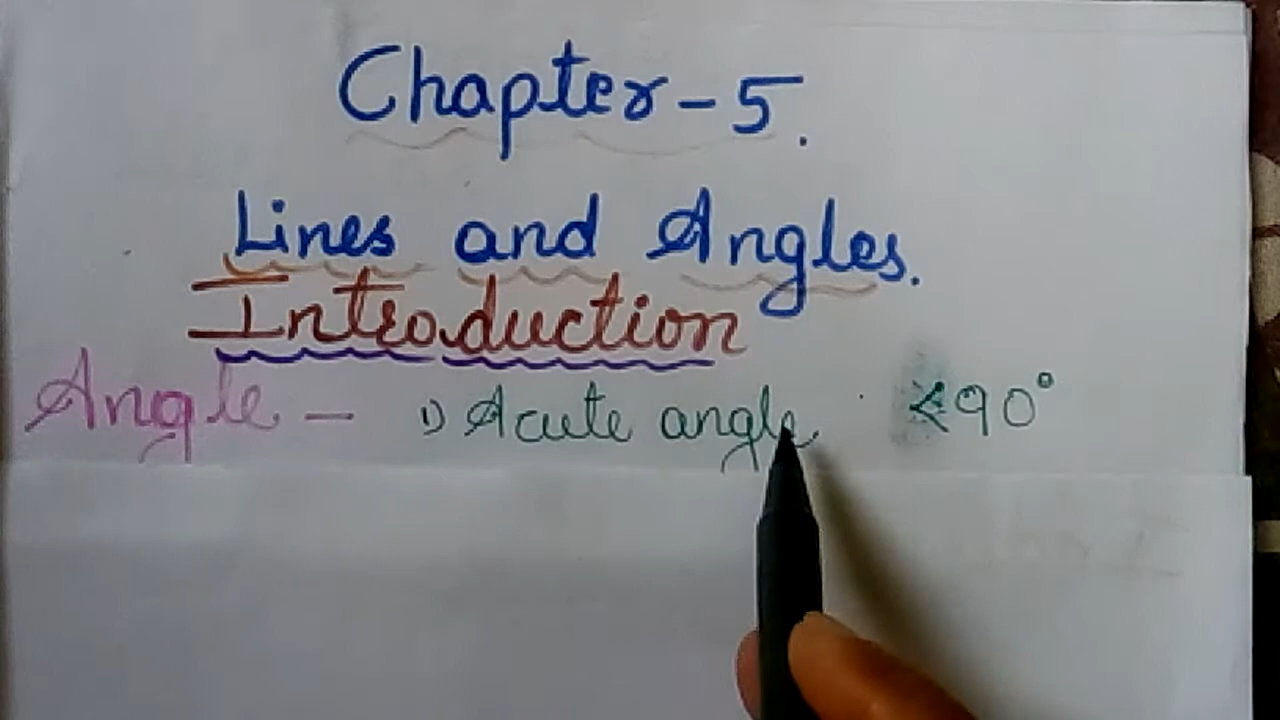 Chapter-5.
Lines and Angles.
Introduction
Angle - 1) Acute angle <90°